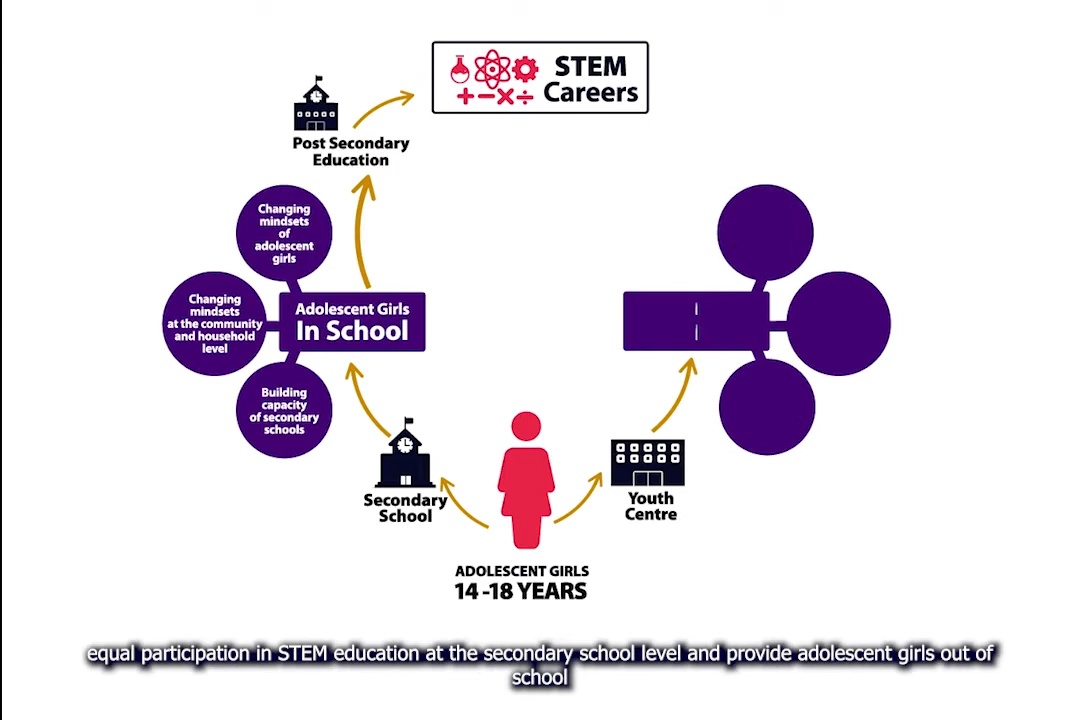 STEM
Careers
Post Secondary
Education
Changing
mindsets
of
adolescent
girls
Changing
mindsets
at the community
and household
level
Adolescent Girls
In School
Building
capacity
of secondary
schools
Secondary
School
Youth
Centre
ADOLESCENT GIRLS
14 -18 YEARS
equal participation in STEM education at the secondary school level and provide adolescent girls out of
school